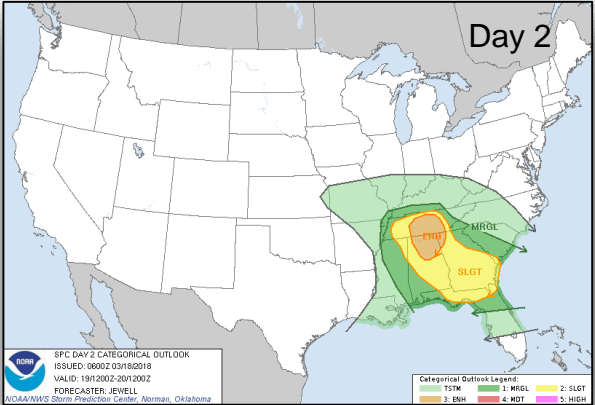 Day 2
MRGL
ENH
SLGT
NOAA
SPC DAY 2 CATEGORICAL OUTLOOK
ISSUED: 0600Z 03/18/2018
VALID: 19/1200Z-20/1200Z
FORECASTER: JEWELL
NOAA/NWS Storm Prediction Center, Norman, Oklahoma
Categorical Outlook Legend:
TSTM 1: MRGL 2: SLGT
3: ENH 4: MDT 5: HIGH